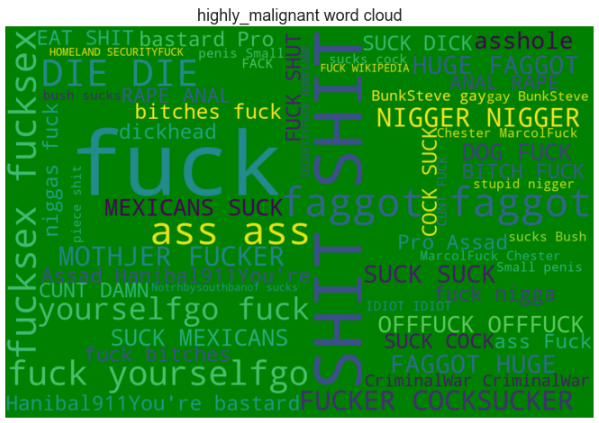 highly_malignant word cloud
EAT SHIT
bastard Pro
HOMELAND SECURITYFUCK
penis Small
FACK
DIE DIE
bush sucks
RAPE ANAL
bitches fuck
dickhead
fucksex fucksex
niggas fuck
piece shit
fuck
FUCK SHUT
SHIT SHIT
SUCK DICK
asshole
sucks cock
HUGE FAGGOT
FUCK WIKIPEDIA
ANAL RAPE
BunkSteve gay
gay BunkSteve
NIGGER NIGGER
Chester MarcolFuck
COCK SUCK
DOG FUCK
BITCH FUCK
CUNT FUCK
stupid nigger
MEXICANS SUCK
faggot faggot
ass ass
MOTHJER FUCKER
Pro Assad
sucks Bush
MarcolFuck Chester
Small penis
Assad Hanibal911You're
SUCK SUCK
CUNT DAMN
Notrhbysouthbanof sucks
fuck nigga
yourselfgo fuck
IDIOT IDIOT
OFFFUCK OFFFUCK
SUCK MEXICANS
SUCK COCK
ass Fuck
fuck bitches
FAGGOT HUGE
fuck yourselfgo
CriminalWar CriminalWar
Hanibal911You're bastard
FUCKER COCKSUCKER